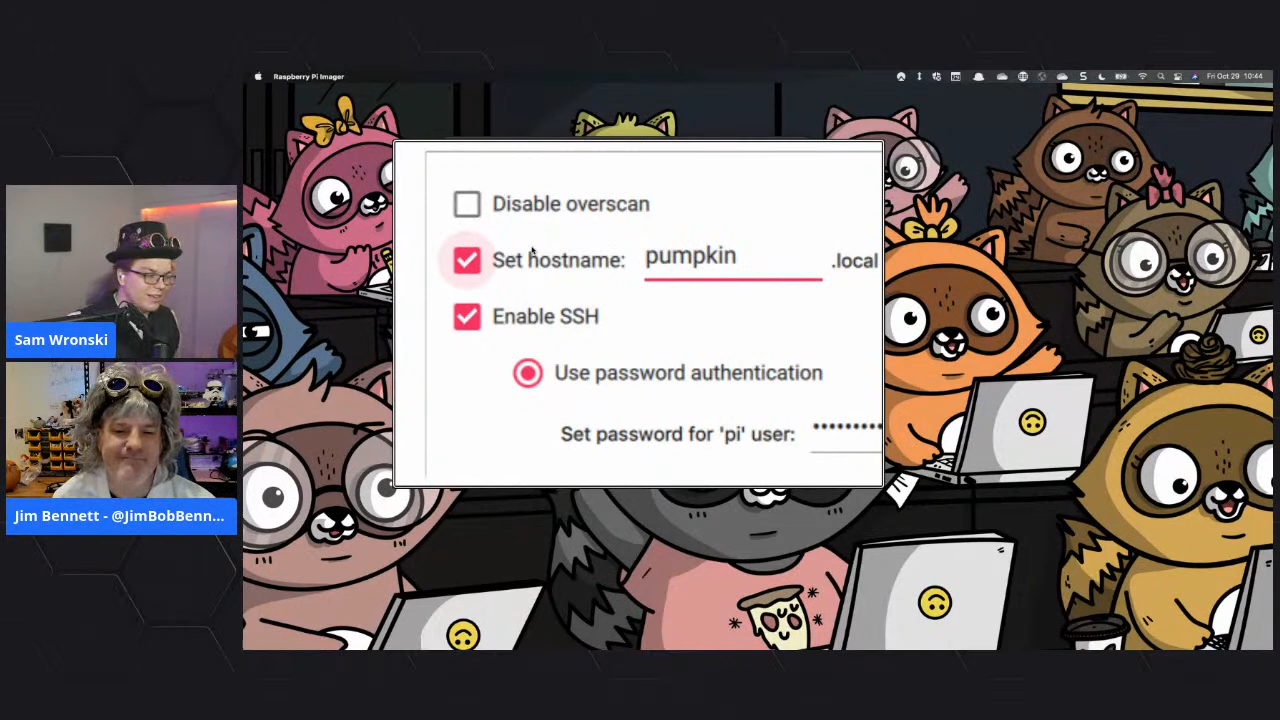 Raspberry Pi Imager
Fri Oct 29 10:44
Disable overscan
Set hostname: pumpkin .local
Enable SSH
Use password authentication
Set password for 'pi' user: ••••••••••
Sam Wronski
Jim Bennett - @JimBobBenn...